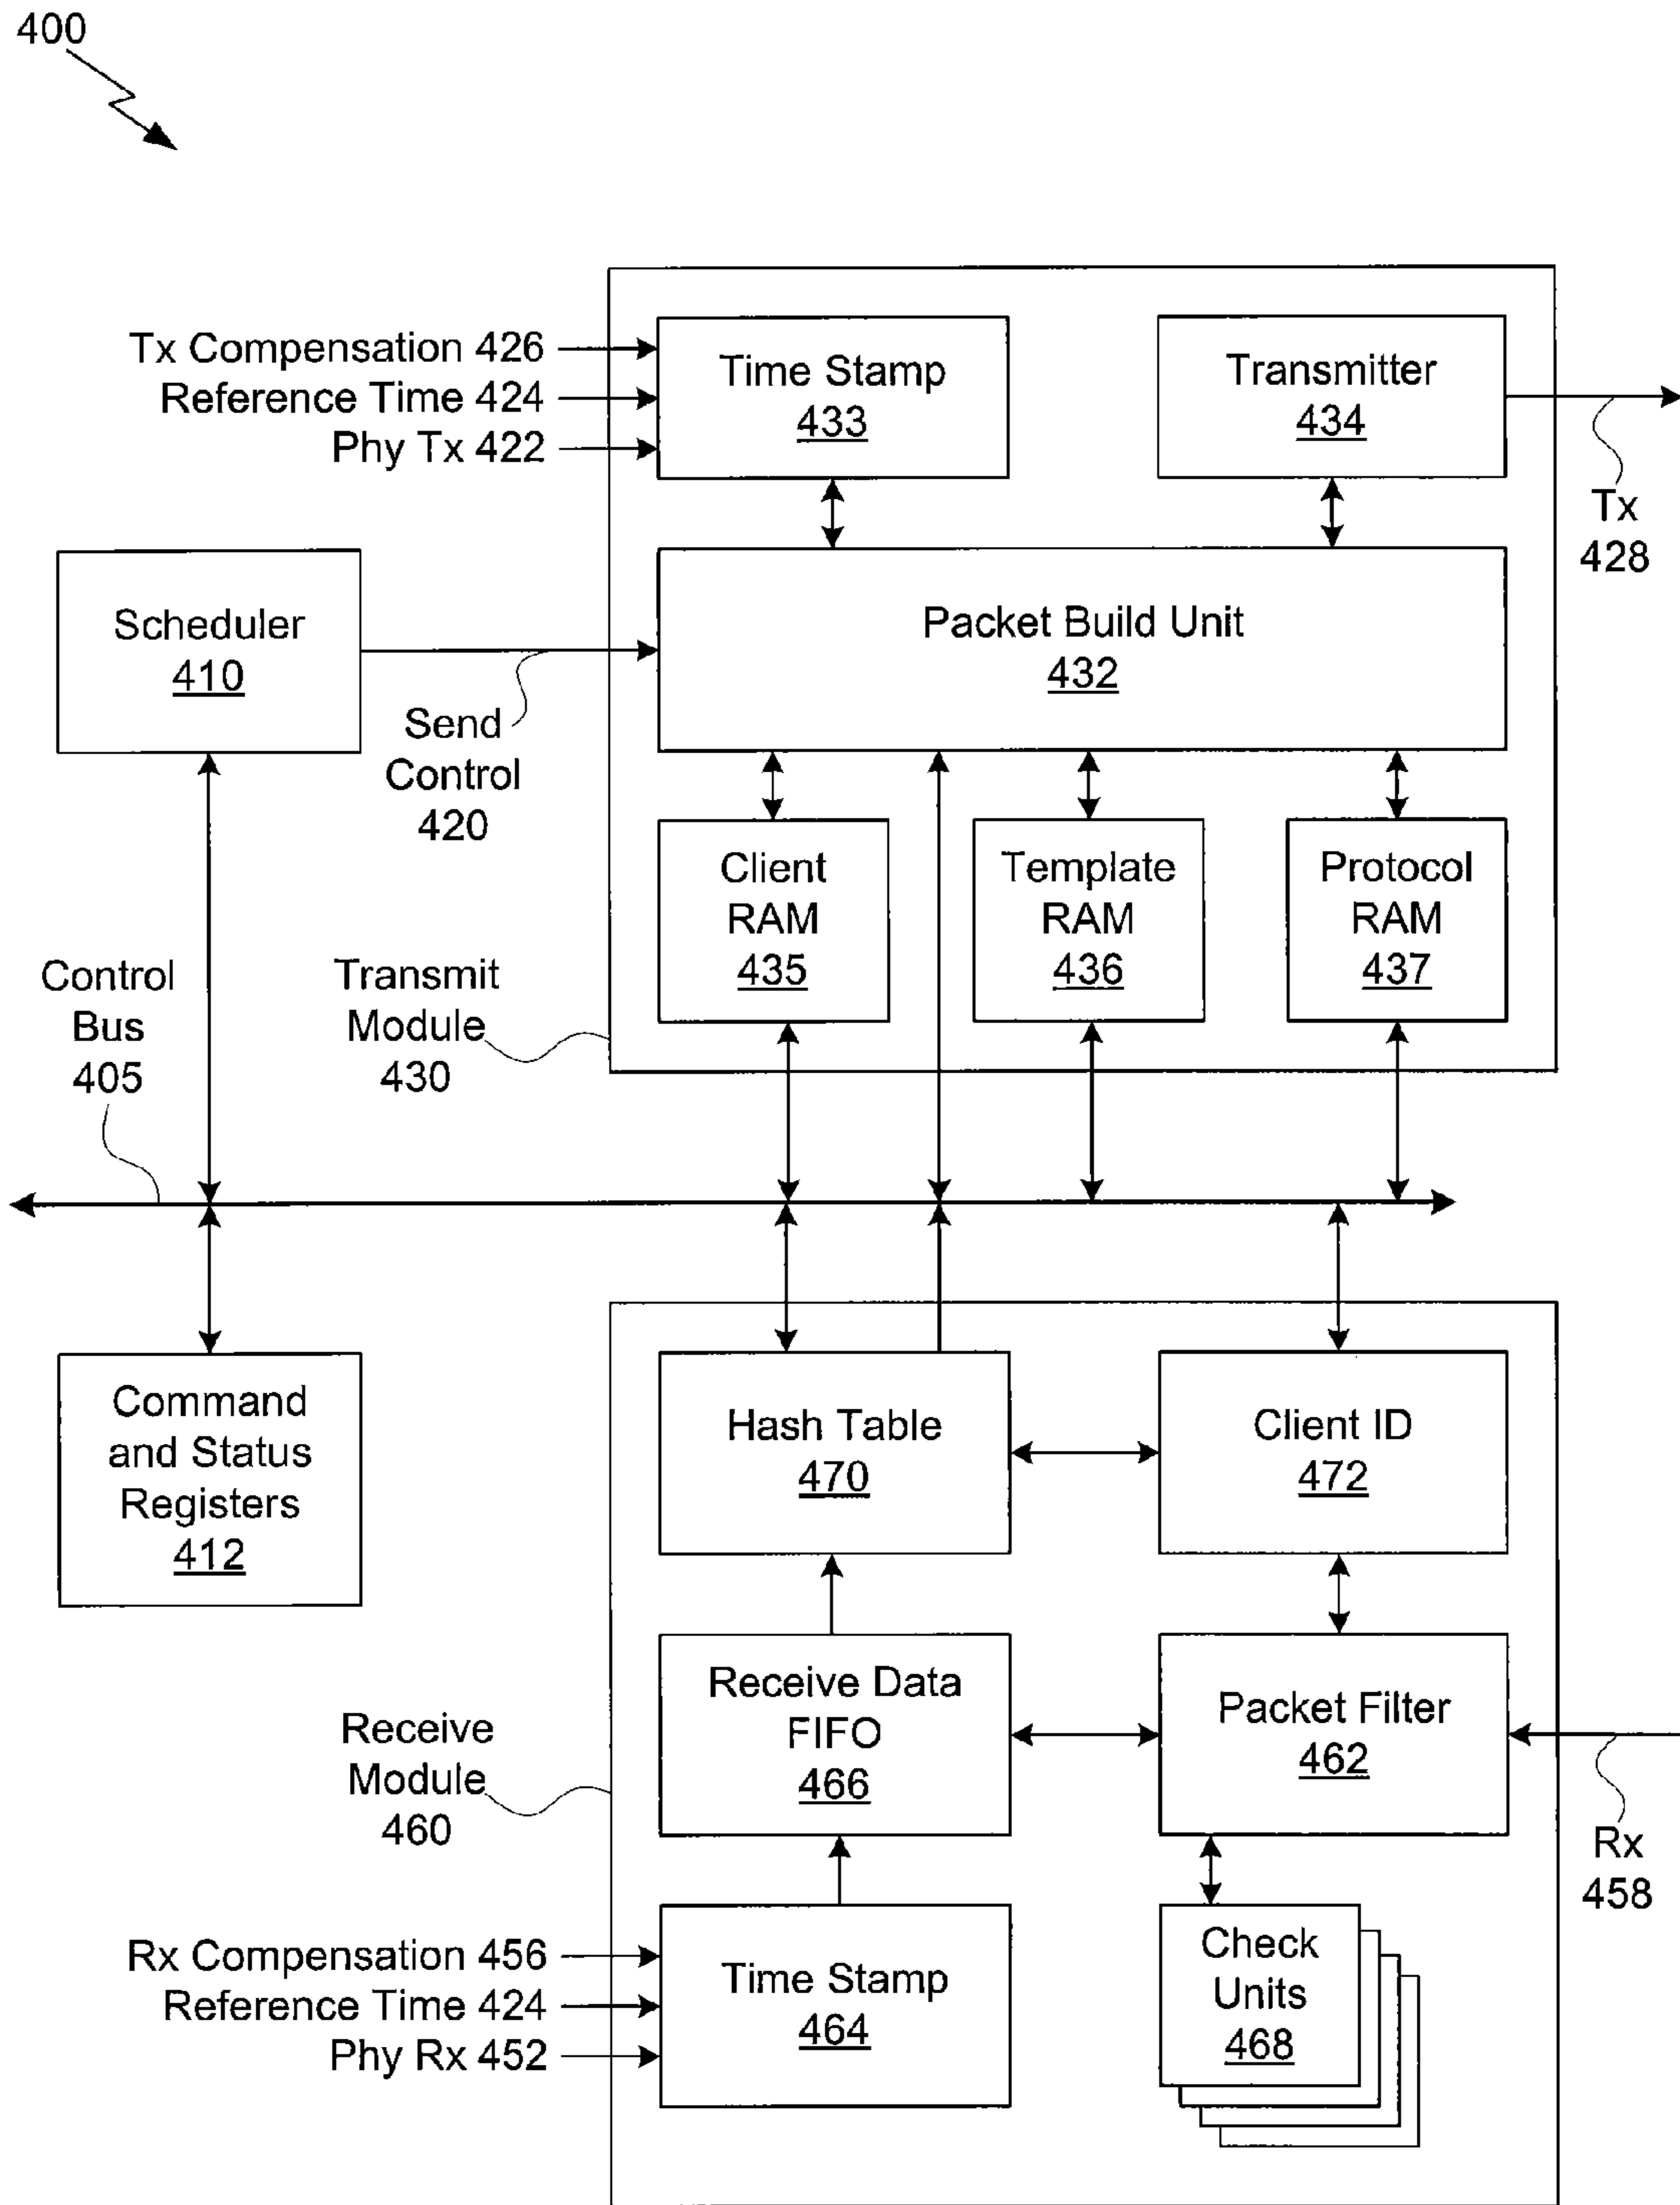 400
Tx Compensation 426
Reference Time 424
Phy Tx 422
Time Stamp
433
Transmitter
434
Tx
428
Scheduler
410
Send
Control
420
Packet Build Unit
432
Client
RAM
435
Template
RAM
436
Protocol
RAM
437
Control
Bus
405
Transmit
Module
430
Command
and Status
Registers
412
Hash Table
470
Client ID
472
Receive Data
FIFO
466
Packet Filter
462
Receive
Module
460
Rx
458
Rx Compensation 456
Reference Time 424
Phy Rx 452
Time Stamp
464
Check
Units
468